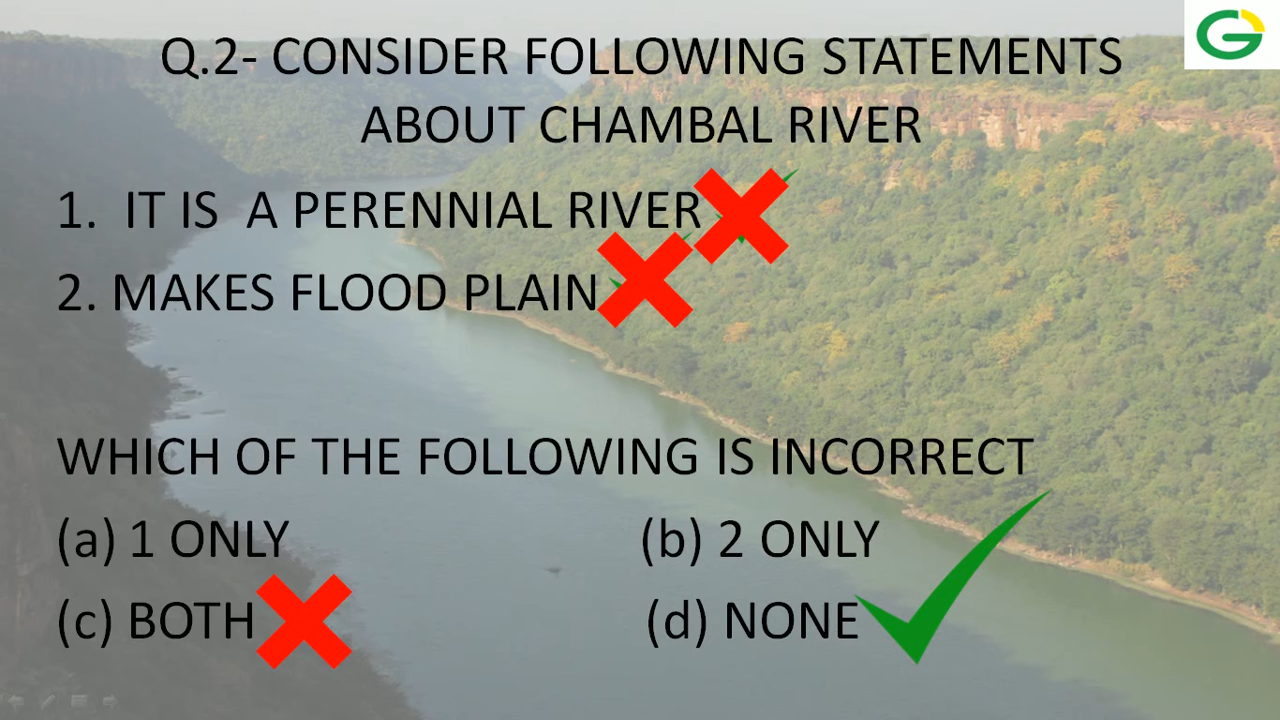 Q.2- CONSIDER FOLLOWING STATEMENTS
ABOUT CHAMBAL RIVER
1. IT IS A PERENNIAL RIVER
2. MAKES FLOOD PLAIN
WHICH OF THE FOLLOWING IS INCORRECT
(a) 1 ONLY (b) 2 ONLY
(c) BOTH (d) NONE